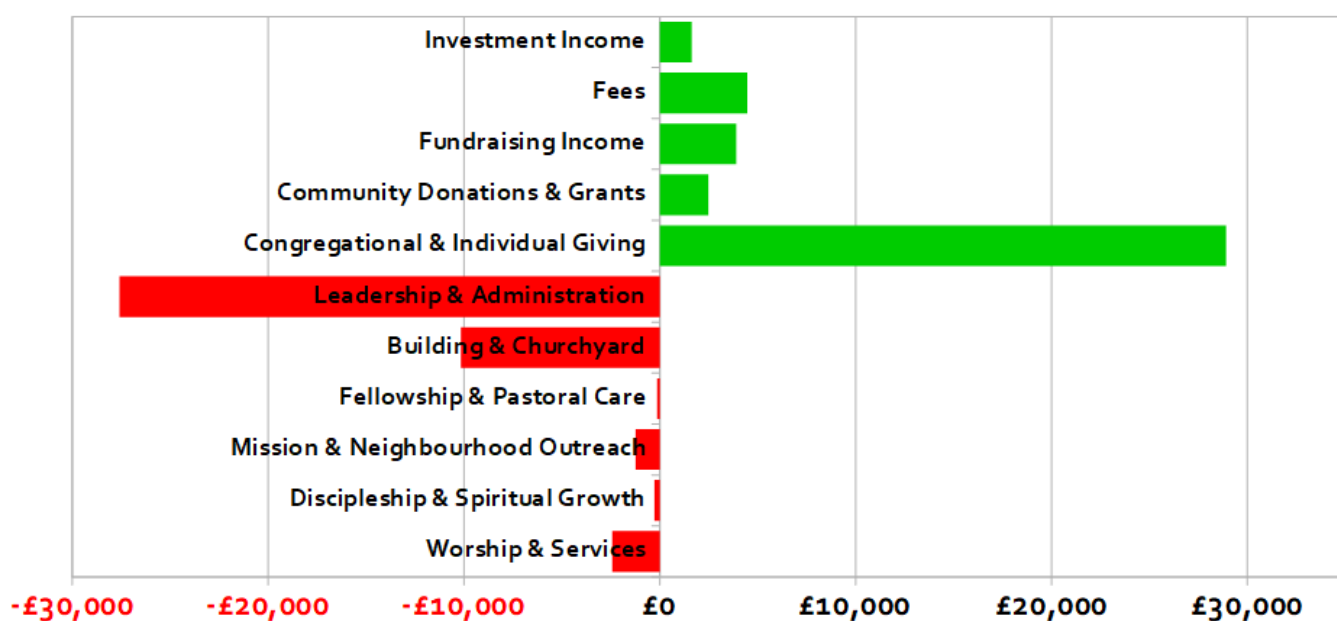 Investment Income
Fees
Fundraising Income
Community Donations & Grants
Congregational & Individual Giving
Leadership & Administration
Building & Churchyard
Fellowship & Pastoral Care
Mission & Neighbourhood Outreach
Discipleship & Spiritual Growth
Worship & Services
-£30,000 -£20,000 -£10,000 £0 £10,000 £20,000 £30,000